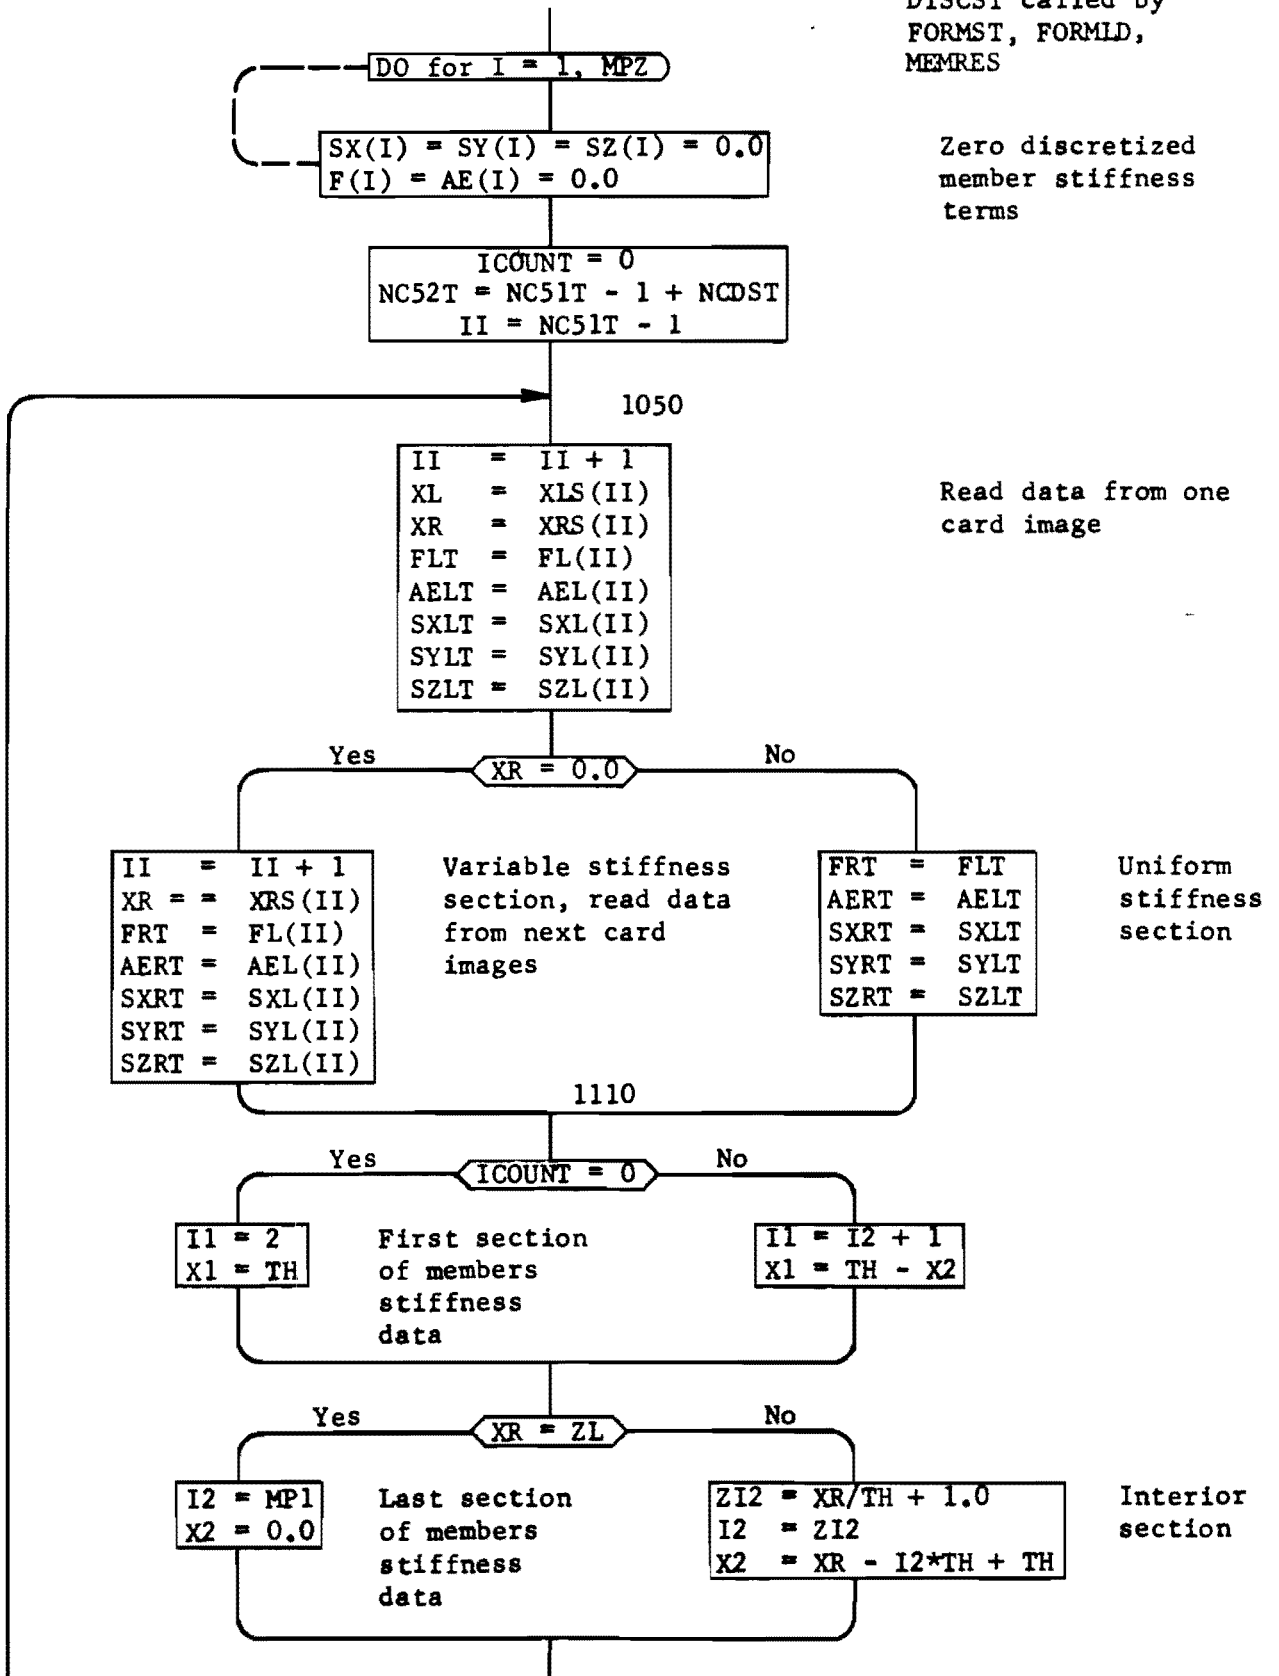 DISCST called by
FORMST, FORMLD,
MEMRES
DO for I = 1, MPZ
SX(I) = SY(I) = SZ(I) = 0.0
F(I) = AE(I) = 0.0
Zero discretized
member stiffness
terms
ICOUNT = 0
NC52T = NC51T - 1 + NCDST
II = NC51T - 1
1050
II = II + 1
XL = XLS(II)
XR = XRS(II)
FLT = FL(II)
AELT = AEL(II)
SXLT = SXL(II)
SYLT = SYL(II)
SZLT = SZL(II)
Read data from one
card image
Yes
XR = 0.0
No
II = II + 1
XR = = XRS(II)
FRT = FL(II)
AERT = AEL(II)
SXRT = SXL(II)
SYRT = SYL(II)
SZRT = SZL(II)
Variable stiffness
section, read data
from next card
images
FRT = FLT
AERT = AELT
SXRT = SXLT
SYRT = SYLT
SZRT = SZLT
Uniform
stiffness
section
1110
Yes
ICOUNT = 0
No
I1 = 2
X1 = TH
First section
of members
stiffness
data
I1 = I2 + 1
X1 = TH - X2
Yes
XR = ZL
No
I2 = MP1
X2 = 0.0
Last section
of members
stiffness
data
ZI2 = XR/TH + 1.0
I2 = ZI2
X2 = XR - I2*TH + TH
Interior
section